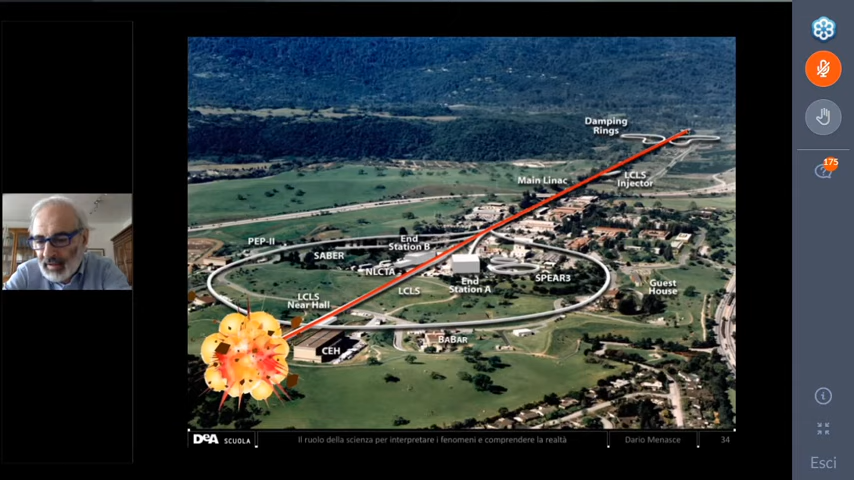 175
Damping
Rings
Main Linac
LCLS
Injector
PEP-II
End
Station B
SABER
NLCTA
SPEAR3
End
Station A
Guest
House
LCLS
LCLS
Near Hall
BABAR
CEH
DeA SCUOLA
Il ruolo della scienza per interpretare i fenomeni e comprendere la realtà
Dario Menasce
34
Esci